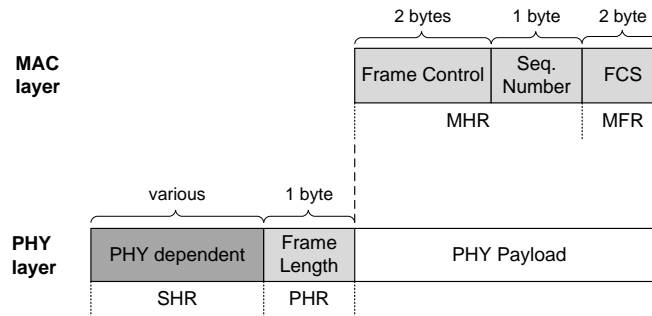 2 bytes 1 byte 2 byte
MAC layer
Frame Control
Seq. Number
FCS
MHR MFR
various 1 byte
PHY layer
PHY dependent
Frame Length
PHY Payload
SHR PHR